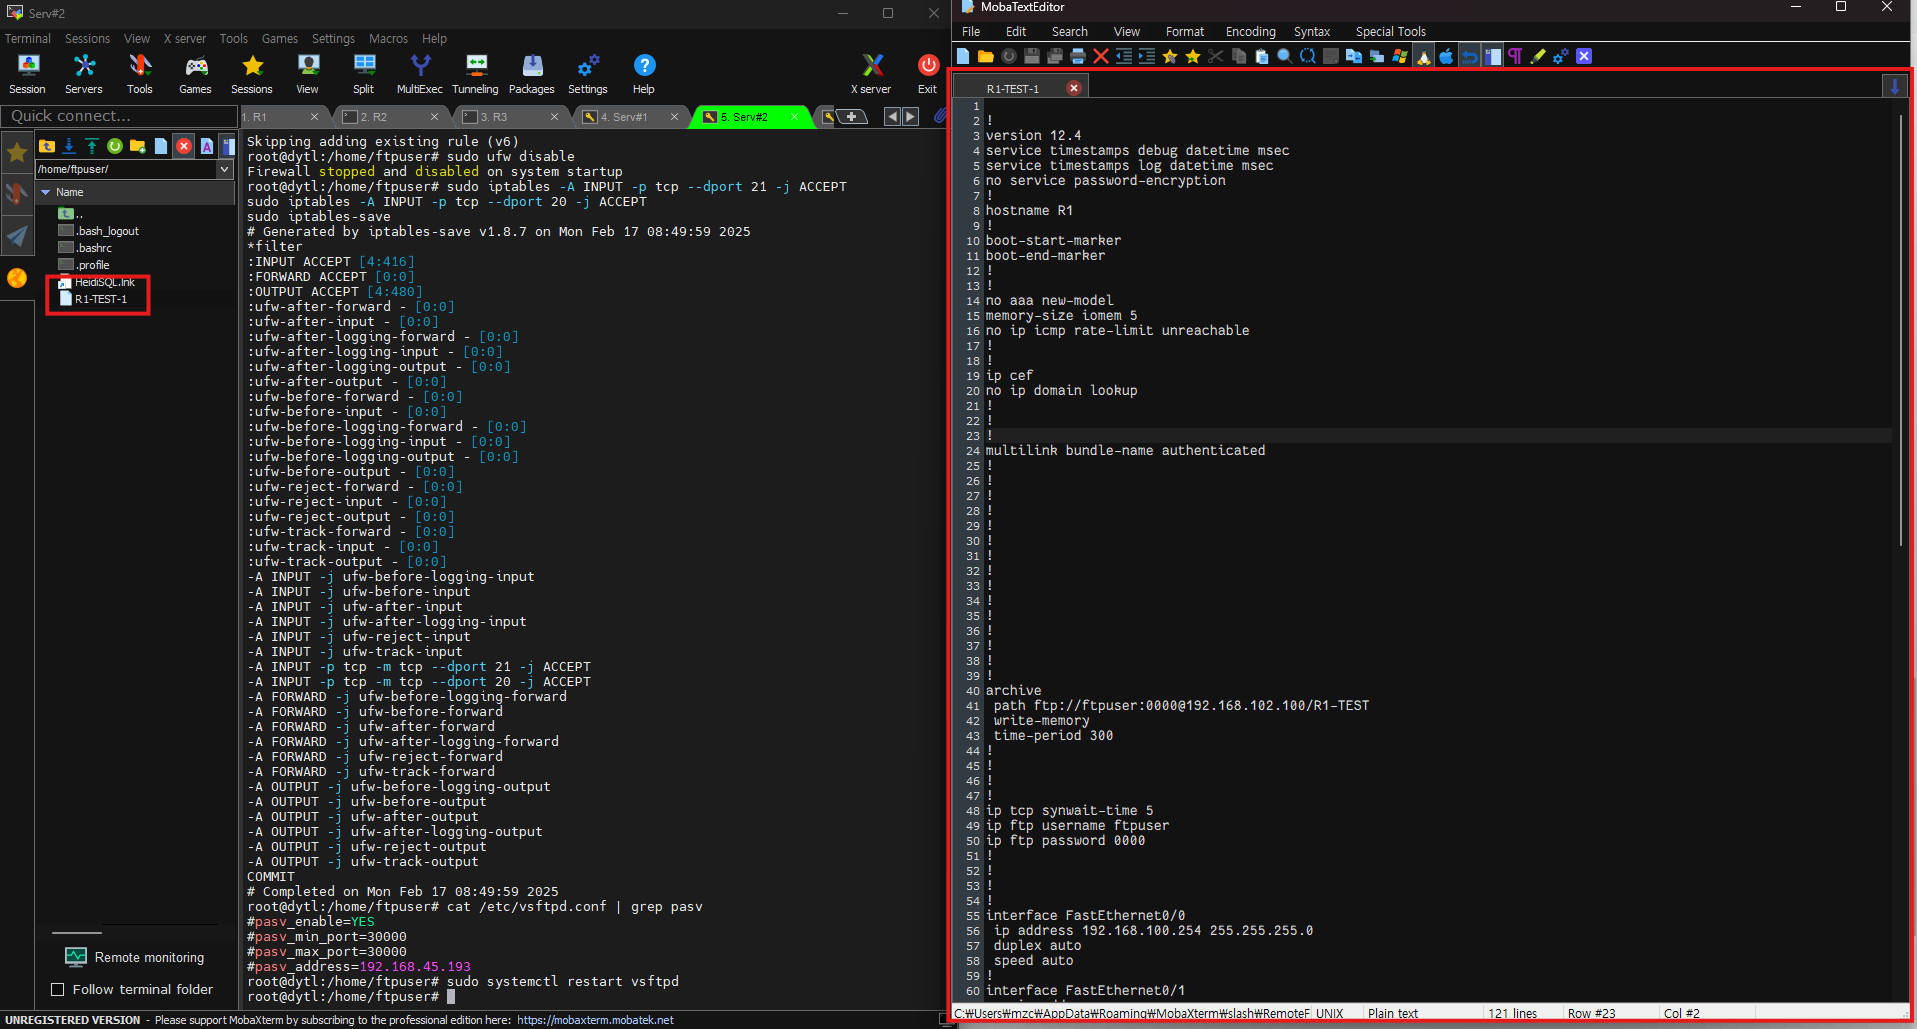 Serv#2
Terminal Sessions View X server Tools Games Settings Macros Help
Session Servers Tools Games Sessions View Split MultiExec Tunneling Packages Settings Help X server Exit
Quick connect...
1. R1 2. R2 3. R3 4. Serv#1 5. Serv#2
/home/ftpuser/
Name
..
.bash_logout
.bashrc
.profile
HeidiSQL.lnk
R1-TEST-1
Remote monitoring
Follow terminal folder
Skipping adding existing rule (v6)
root@dytl:/home/ftpuser# sudo ufw disable
Firewall stopped and disabled on system startup
root@dytl:/home/ftpuser# sudo iptables -A INPUT -p tcp --dport 21 -j ACCEPT
sudo iptables -A INPUT -p tcp --dport 20 -j ACCEPT
sudo iptables-save
# Generated by iptables-save v1.8.7 on Mon Feb 17 08:49:59 2025
*filter
:INPUT ACCEPT [4:416]
:FORWARD ACCEPT [0:0]
:OUTPUT ACCEPT [4:480]
:ufw-after-forward - [0:0]
:ufw-after-input - [0:0]
:ufw-after-logging-forward - [0:0]
:ufw-after-logging-input - [0:0]
:ufw-after-logging-output - [0:0]
:ufw-after-output - [0:0]
:ufw-before-forward - [0:0]
:ufw-before-input - [0:0]
:ufw-before-logging-forward - [0:0]
:ufw-before-logging-input - [0:0]
:ufw-before-logging-output - [0:0]
:ufw-before-output - [0:0]
:ufw-reject-forward - [0:0]
:ufw-reject-input - [0:0]
:ufw-reject-output - [0:0]
:ufw-track-forward - [0:0]
:ufw-track-input - [0:0]
:ufw-track-output - [0:0]
-A INPUT -j ufw-before-logging-input
-A INPUT -j ufw-before-input
-A INPUT -j ufw-after-input
-A INPUT -j ufw-after-logging-input
-A INPUT -j ufw-reject-input
-A INPUT -j ufw-track-input
-A INPUT -p tcp -m tcp --dport 21 -j ACCEPT
-A INPUT -p tcp -m tcp --dport 20 -j ACCEPT
-A FORWARD -j ufw-before-logging-forward
-A FORWARD -j ufw-before-forward
-A FORWARD -j ufw-after-forward
-A FORWARD -j ufw-after-logging-forward
-A FORWARD -j ufw-reject-forward
-A FORWARD -j ufw-track-forward
-A OUTPUT -j ufw-before-logging-output
-A OUTPUT -j ufw-before-output
-A OUTPUT -j ufw-after-output
-A OUTPUT -j ufw-after-logging-output
-A OUTPUT -j ufw-reject-output
-A OUTPUT -j ufw-track-output
COMMIT
# Completed on Mon Feb 17 08:49:59 2025
root@dytl:/home/ftpuser# cat /etc/vsftpd.conf | grep pasv
#pasv_enable=YES
#pasv_min_port=30000
#pasv_max_port=30000
#pasv_address=192.168.45.193
root@dytl:/home/ftpuser# sudo systemctl restart vsftpd
root@dytl:/home/ftpuser#
UNREGISTERED VERSION - Please support MobaXterm by subscribing to the professional edition here: https://mobaxterm.mobatek.net
MobaTextEditor
File Edit Search View Format Encoding Syntax Special Tools
R1-TEST-1
1
2 !
3 version 12.4
4 service timestamps debug datetime msec
5 service timestamps log datetime msec
6 no service password-encryption
7 !
8 hostname R1
9 !
10 boot-start-marker
11 boot-end-marker
12 !
13 !
14 no aaa new-model
15 memory-size iomem 5
16 no ip icmp rate-limit unreachable
17 !
18 !
19 ip cef
20 no ip domain lookup
21 !
22 !
23 !
24 multilink bundle-name authenticated
25 !
26 !
27 !
28 !
29 !
30 !
31 !
32 !
33 !
34 !
35 !
36 !
37 !
38 !
39 !
40 archive
41 path ftp://ftpuser:0000@192.168.102.100/R1-TEST
42 write-memory
43 time-period 300
44 !
45 !
46 !
47 !
48 ip tcp synwait-time 5
49 ip ftp username ftpuser
50 ip ftp password 0000
51 !
52 !
53 !
54 !
55 interface FastEthernet0/0
56 ip address 192.168.100.254 255.255.255.0
57 duplex auto
58 speed auto
59 !
60 interface FastEthernet0/1
C:₩Users₩mzc₩AppData₩Roaming₩MobaXterm₩slash₩RemoteF UNIX Plain text 121 lines Row #23 Col #2